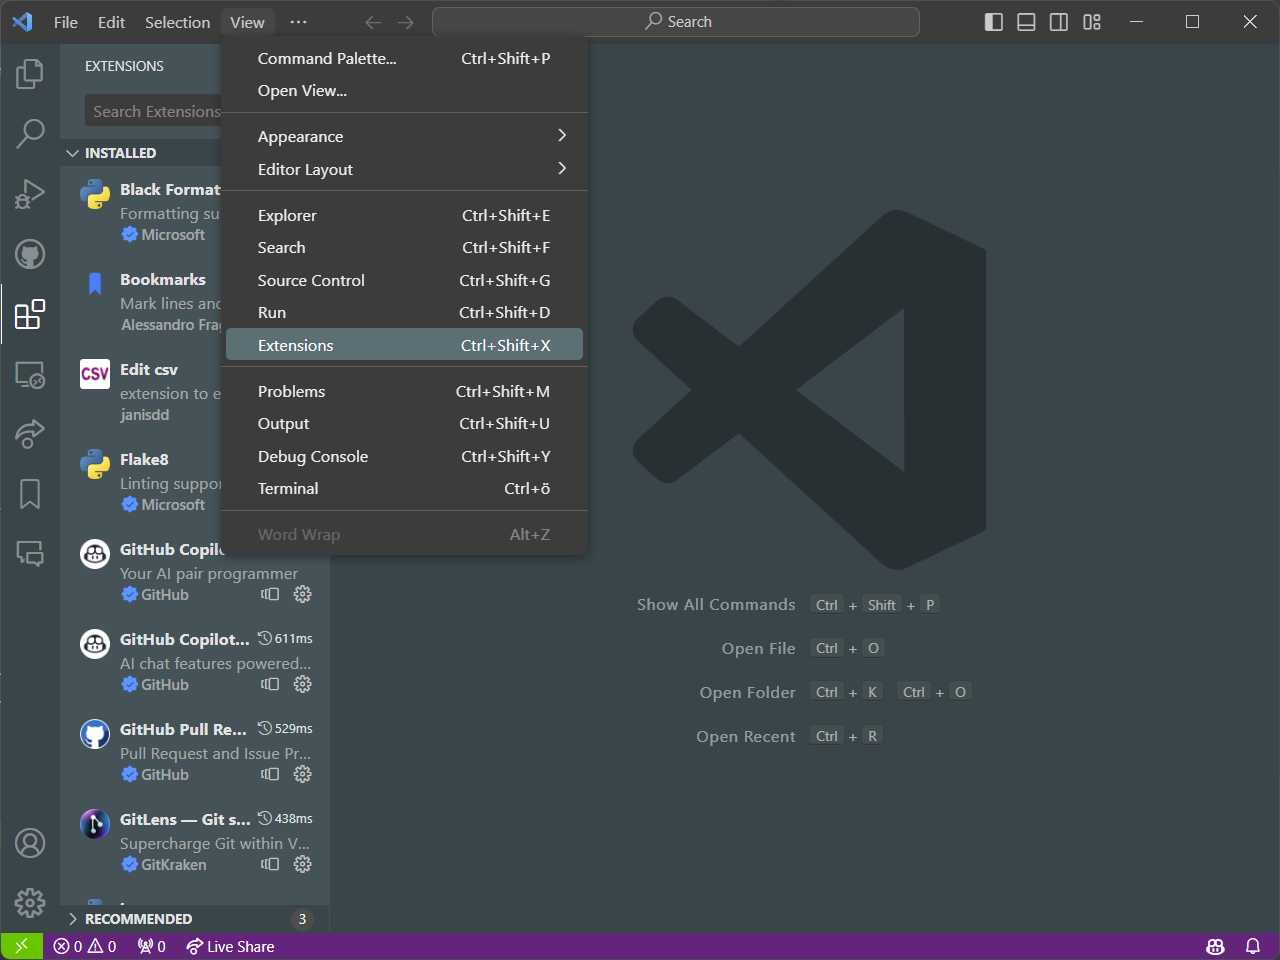 File Edit Selection View ··· Search
EXTENSIONS
Search Extensions
INSTALLED
Black Format
Formatting su
Microsoft
Bookmarks
Mark lines and
Alessandro Frag
Edit csv
extension to e
janisdd
Flake8
Linting suppor
Microsoft
GitHub Copil
Your AI pair programmer
GitHub
GitHub Copilot... 611ms
AI chat features powered...
GitHub
GitHub Pull Re... 529ms
Pull Request and Issue Pr...
GitHub
GitLens — Git s... 438ms
Supercharge Git within V...
GitKraken
RECOMMENDED 3
Command Palette... Ctrl+Shift+P
Open View...
Appearance
Editor Layout
Explorer Ctrl+Shift+E
Search Ctrl+Shift+F
Source Control Ctrl+Shift+G
Run Ctrl+Shift+D
Extensions Ctrl+Shift+X
Problems Ctrl+Shift+M
Output Ctrl+Shift+U
Debug Console Ctrl+Shift+Y
Terminal Ctrl+ö
Word Wrap Alt+Z
Show All Commands Ctrl + Shift + P
Open File Ctrl + O
Open Folder Ctrl + K Ctrl + O
Open Recent Ctrl + R
0 0 0 Live Share